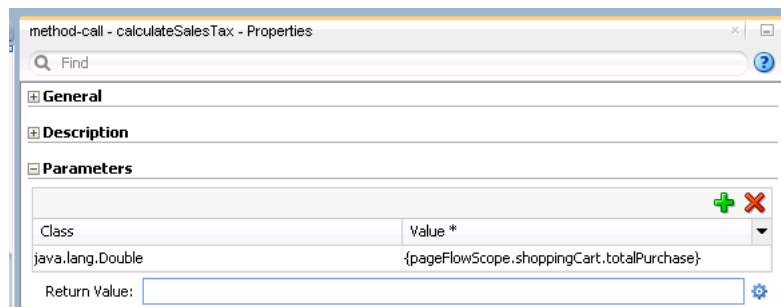 method-call - calculateSalesTax - Properties
Find
General
Description
Parameters
Class Value *
java.lang.Double {pageFlowScope.shoppingCart.totalPurchase}
Return Value: